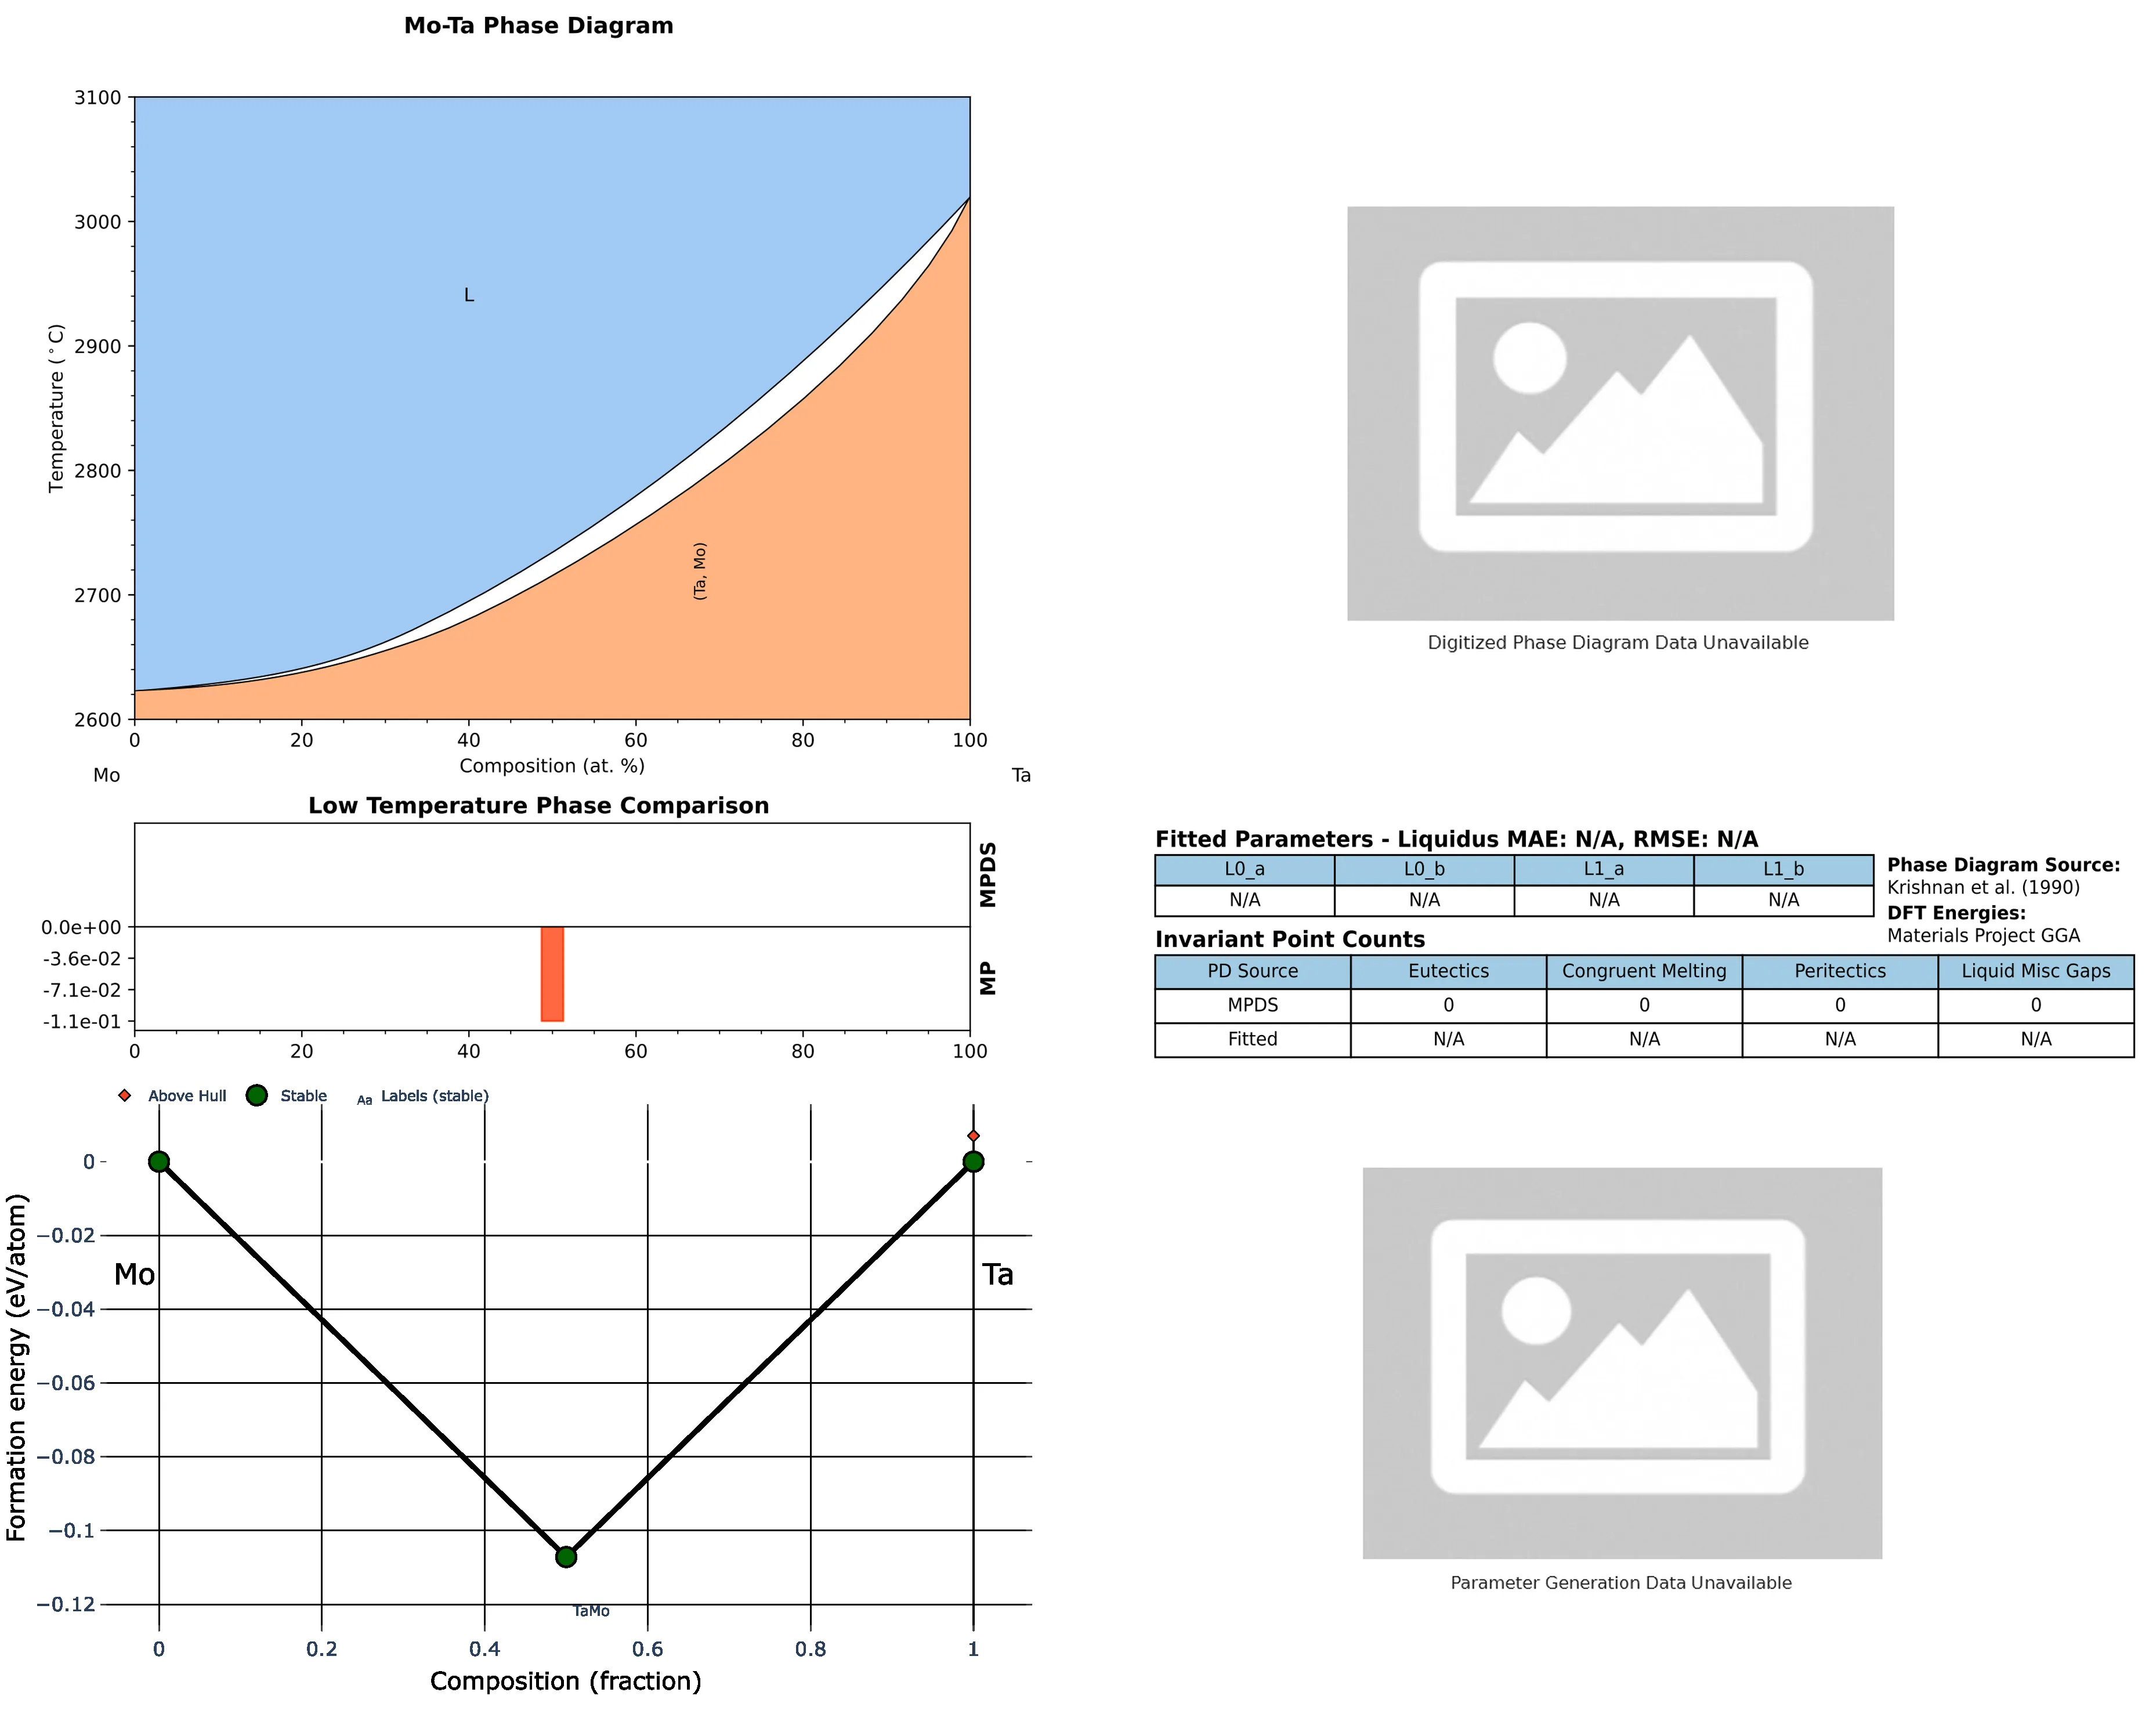 Mo-Ta Phase Diagram
3100
3000
2900
2800
2700
2600
Temperature (°C)
L
(Ta, Mo)
0 20 40 60 80 100
Composition (at. %)
Mo Ta
Digitized Phase Diagram Data Unavailable
Low Temperature Phase Comparison
MPDS
MP
0.0e+00
-3.6e-02
-7.1e-02
-1.1e-01
0 20 40 60 80 100
Fitted Parameters - Liquidus MAE: N/A, RMSE: N/A
L0_a L0_b L1_a L1_b
N/A N/A N/A N/A
Phase Diagram Source:
Krishnan et al. (1990)
DFT Energies:
Materials Project GGA
Invariant Point Counts
PD Source Eutectics Congruent Melting Peritectics Liquid Misc Gaps
MPDS 0 0 0 0
Fitted N/A N/A N/A N/A
Above Hull Stable Aa Labels (stable)
0
−0.02
−0.04
−0.06
−0.08
−0.1
−0.12
Formation energy (eV/atom)
Mo Ta
TaMo
0 0.2 0.4 0.6 0.8 1
Composition (fraction)
Parameter Generation Data Unavailable